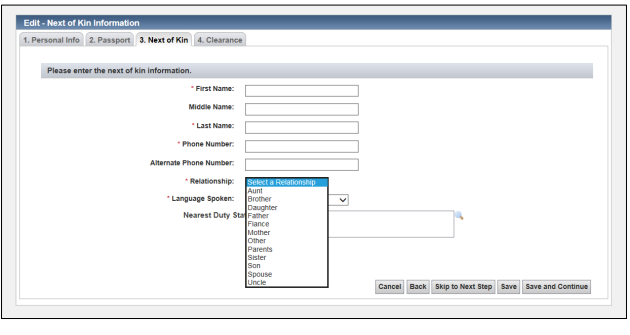 Edit - Next of Kin Information
1. Personal Info 2. Passport 3. Next of Kin 4. Clearance
Please enter the next of kin information.
* First Name:
Middle Name:
* Last Name:
* Phone Number:
Alternate Phone Number:
* Relationship: Select a Relationship
Aunt
* Language Spoken: Brother
Daughter
Nearest Duty Sta Father
Fiance
Mother
Other
Parents
Sister
Son
Spouse
Uncle
Cancel Back Skip to Next Step Save Save and Continue